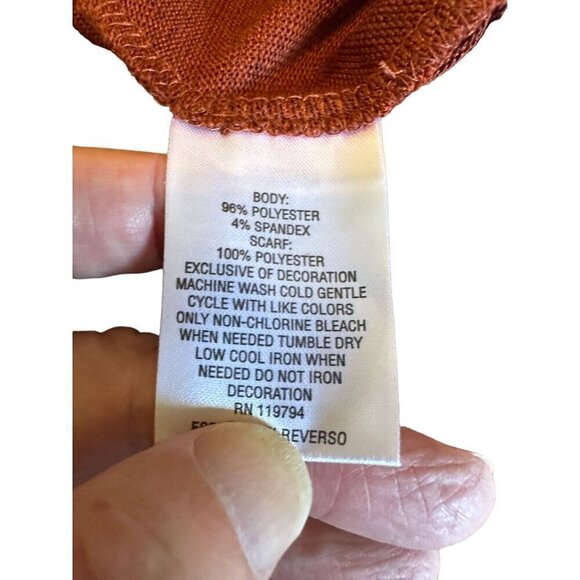 BODY:
96% POLYESTER
4% SPANDEX
SCARF:
100% POLYESTER
EXCLUSIVE OF DECORATION
MACHINE WASH COLD GENTLE
CYCLE WITH LIKE COLORS
ONLY NON-CHLORINE BLEACH
WHEN NEEDED TUMBLE DRY
LOW COOL IRON WHEN
NEEDED DO NOT IRON
DECORATION
RN 119794
REVERSO